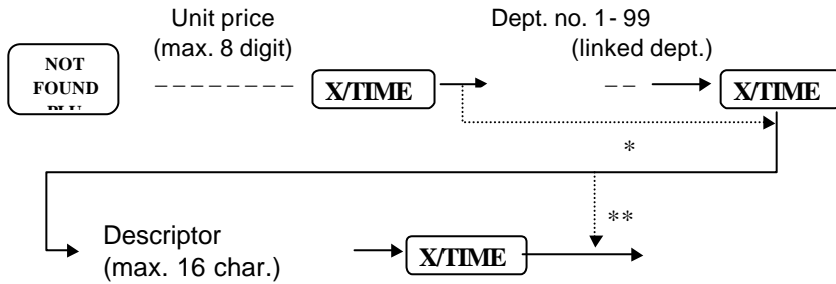 Unit price
(max. 8 digit)
Dept. no. 1- 99
(linked dept.)
NOT
FOUND
PLU
_ _ _ _ _ _ _ _
X/TIME
_ _
X/TIME
*
**
Descriptor
(max. 16 char.)
X/TIME